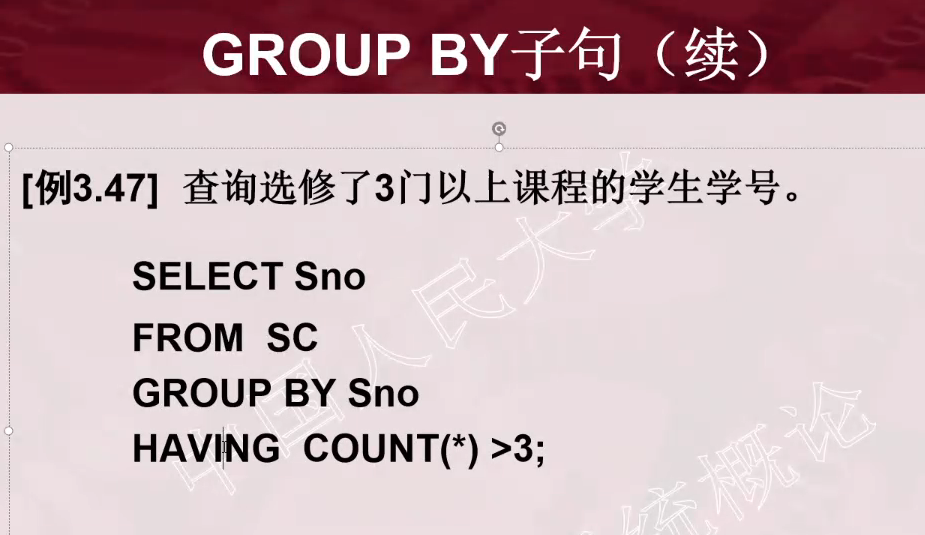 GROUP BY子句（续）
[例3.47] 查询选修了3门以上课程的学生学号。
SELECT Sno
FROM SC
GROUP BY Sno
HAVING COUNT(*) >3;
中国人民大学
统概论